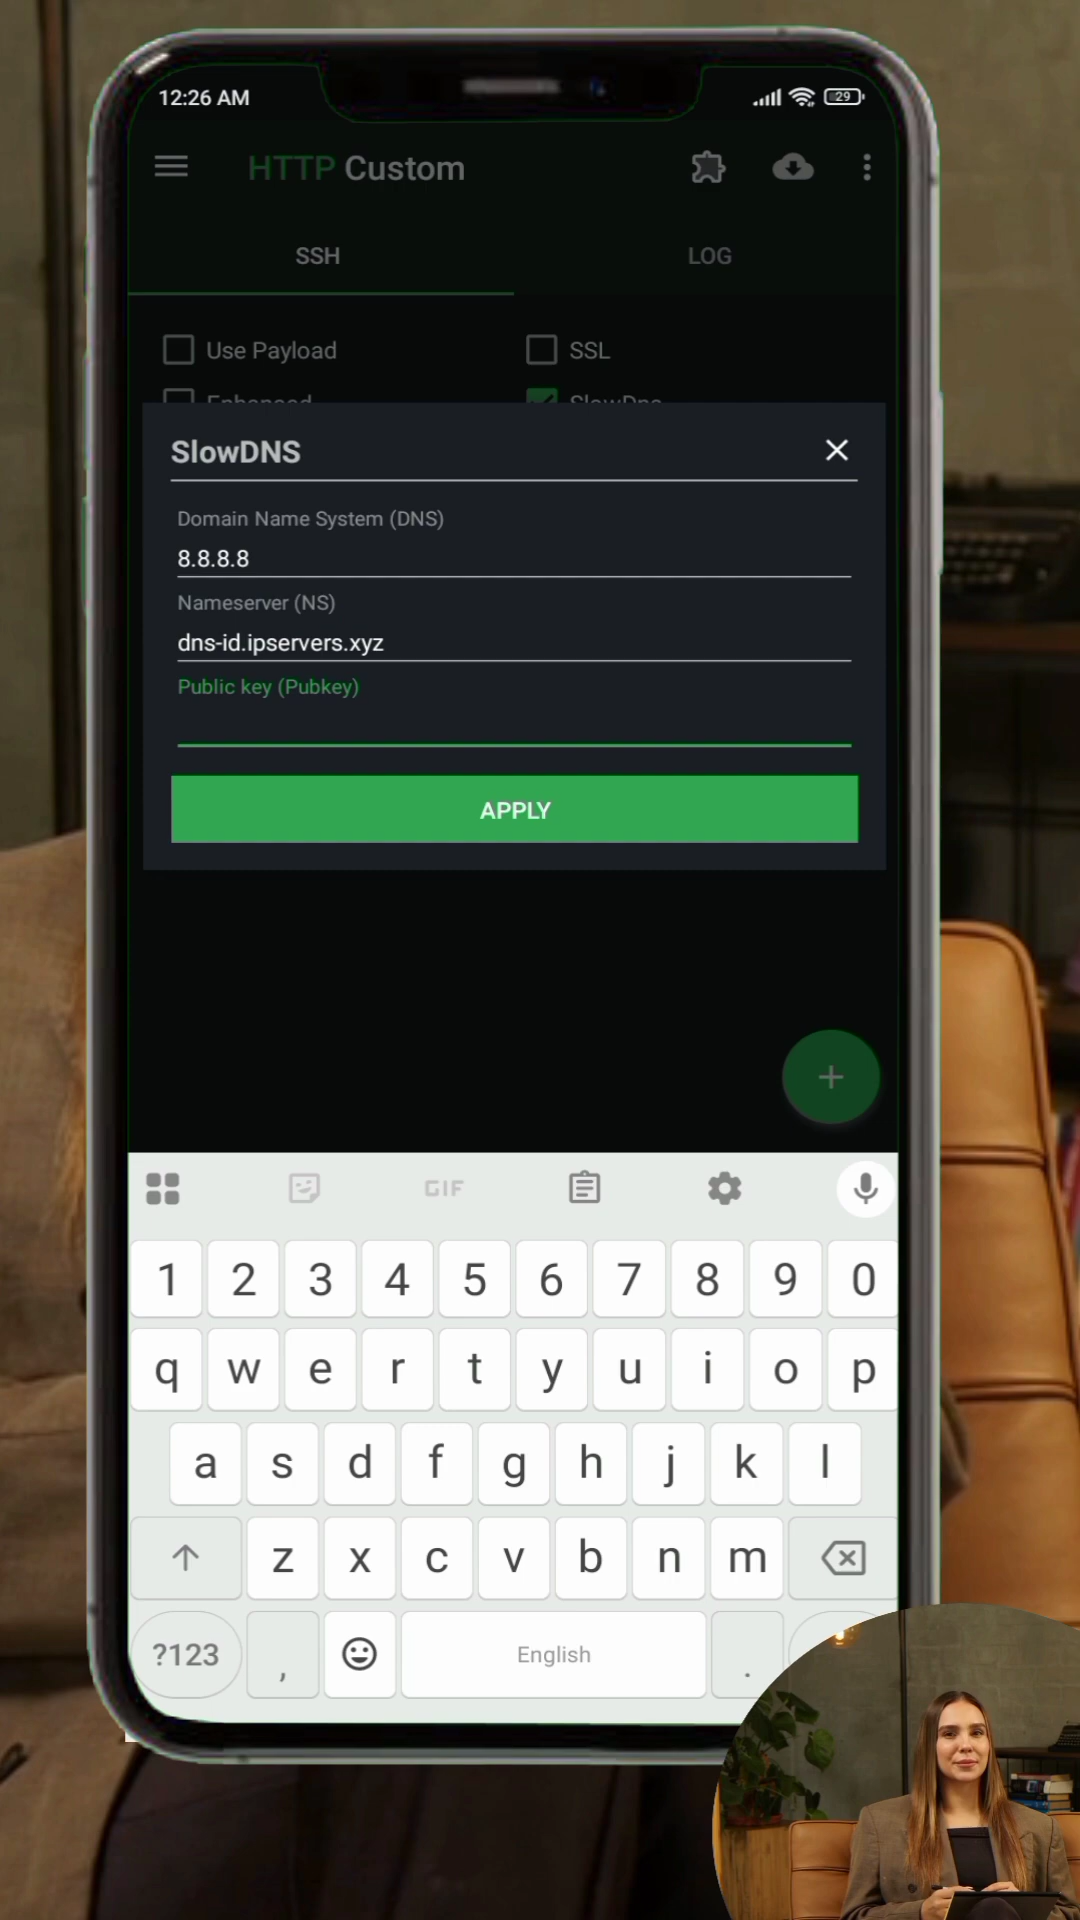 12:26 AM
29
HTTP Custom
SSH
LOG
Use Payload
SSL
Enhanced
SlowDns
SlowDNS
Domain Name System (DNS)
8.8.8.8
Nameserver (NS)
dns-id.ipservers.xyz
Public key (Pubkey)
APPLY
+
GIF
1 2 3 4 5 6 7 8 9 0
q w e r t y u i o p
a s d f g h j k l
z x c v b n m
?123 , English .